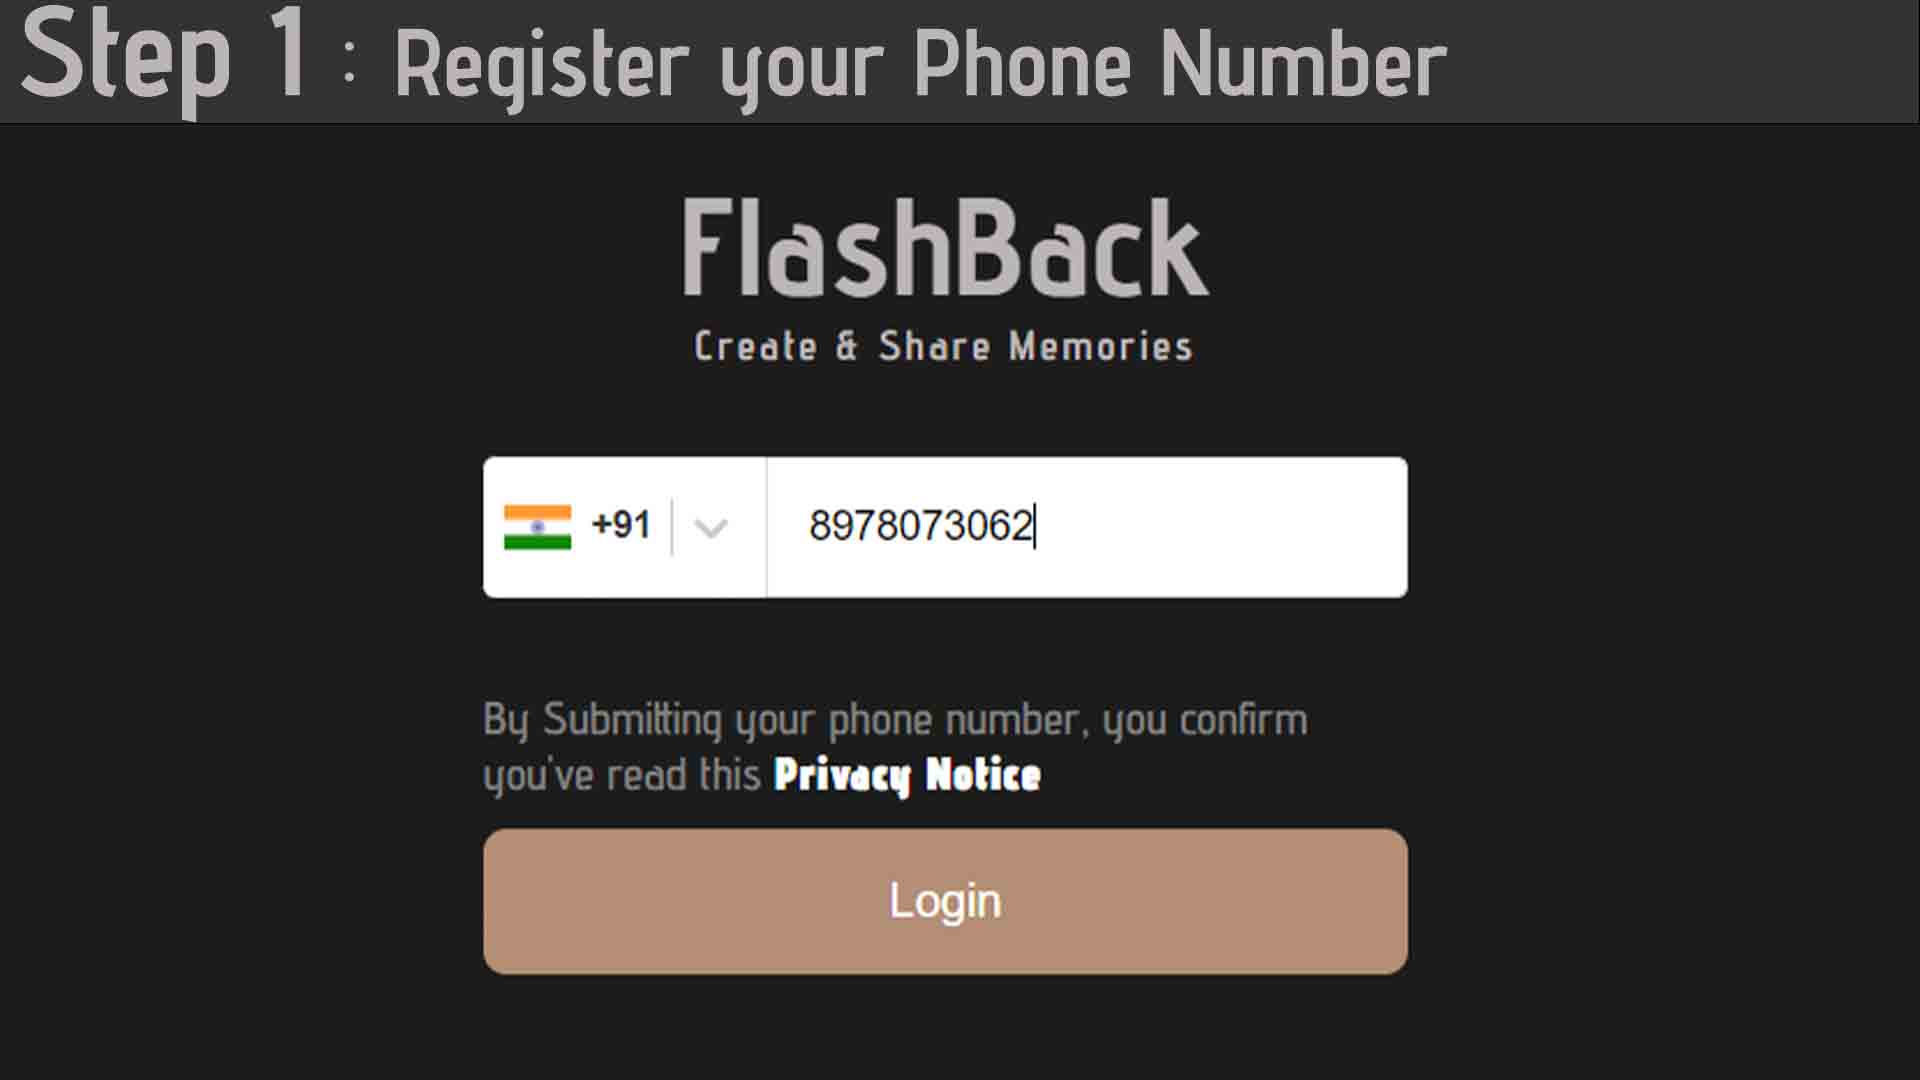 Step 1 : Register your Phone Number
FlashBack
Create & Share Memories
+91 8978073062
By Submitting your phone number, you confirm
you've read this Privacy Notice
Login